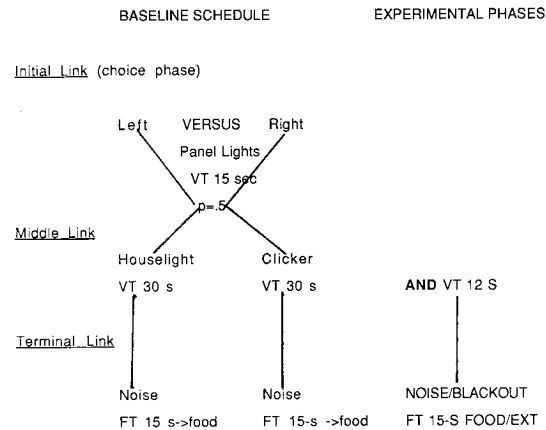 BASELINE SCHEDULE EXPERIMENTAL PHASES
Initial Link (choice phase)
Left VERSUS Right
Panel Lights
VT 15 sec
p=.5
Middle Link
Houselight Clicker
VT 30 s VT 30 s AND VT 12 S
Terminal Link
Noise Noise NOISE/BLACKOUT
FT 15 s->food FT 15-s ->food FT 15-S FOOD/EXT